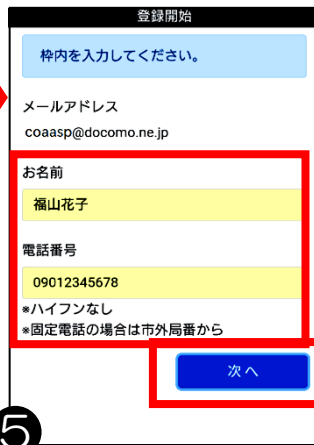 登録開始
枠内を入力してください。
メールアドレス
coaasp@docomo.ne.jp
お名前
福山花子
電話番号
09012345678
※ハイフンなし
※固定電話の場合は市外局番から
次へ
5